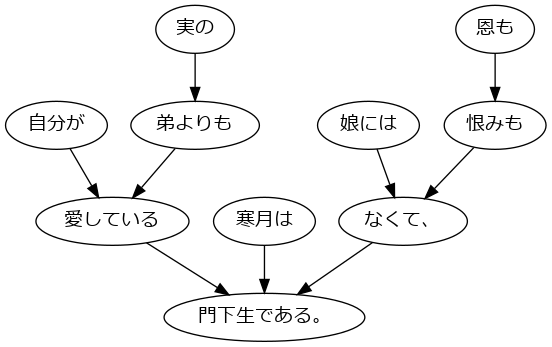 実の
恩も
自分が
弟よりも
娘には
恨みも
愛している
寒月は
なくて、
門下生である。